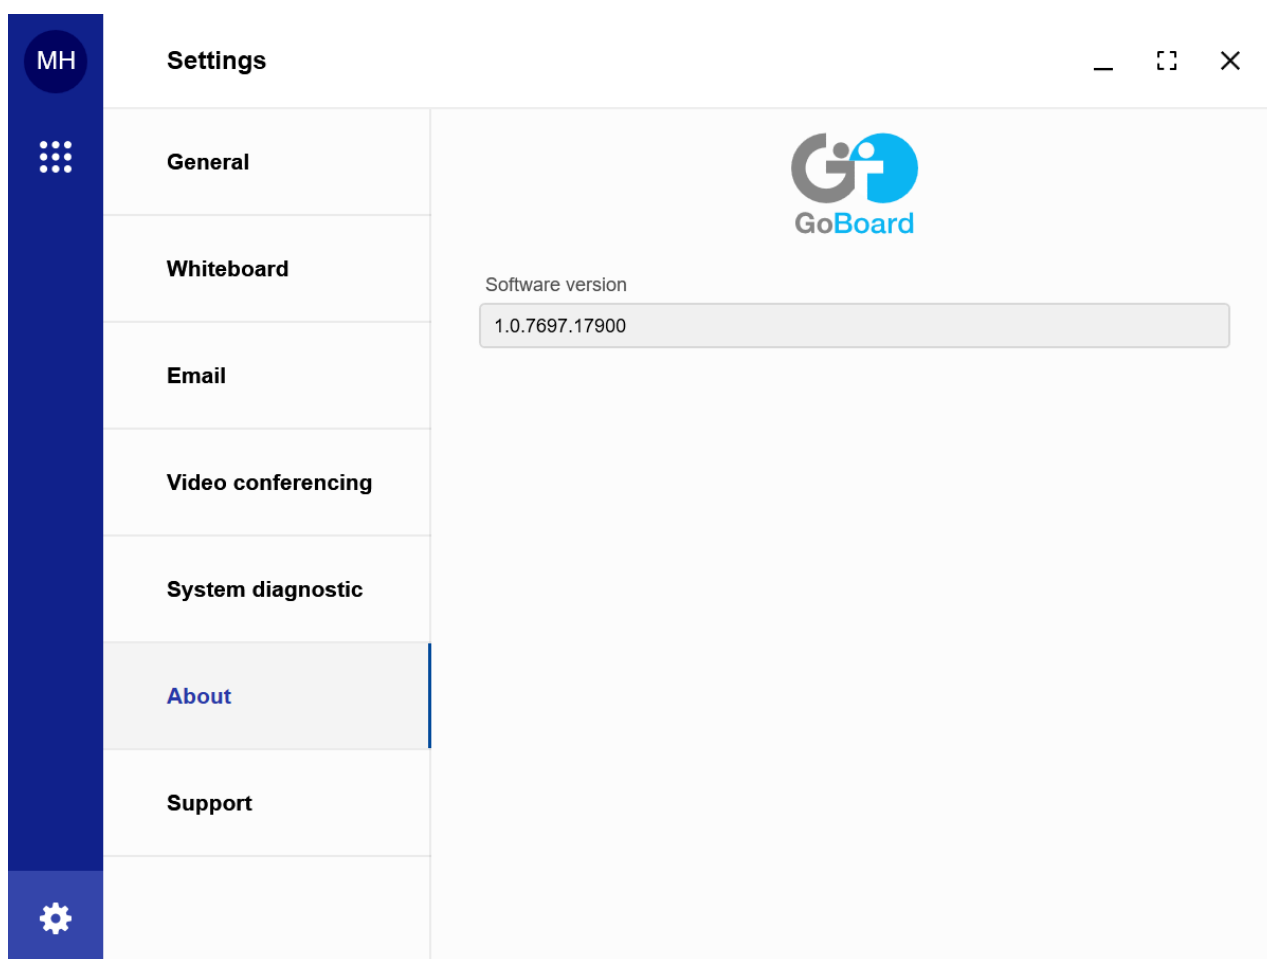 MH
Settings
General
Whiteboard
Email
Video conferencing
System diagnostic
About
Support
GoBoard
Software version
1.0.7697.17900